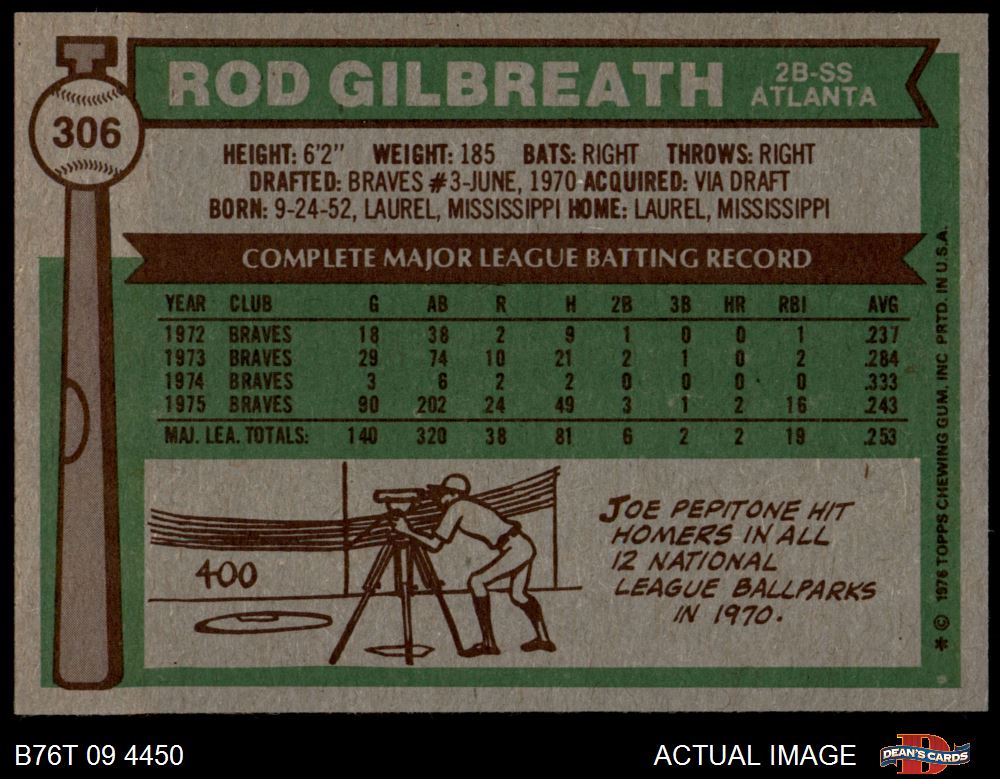 306
ROD GILBREATH
2B-SS
ATLANTA
HEIGHT: 6'2" WEIGHT: 185 BATS: RIGHT THROWS: RIGHT
DRAFTED: BRAVES #3-JUNE, 1970 ACQUIRED: VIA DRAFT
BORN: 9-24-52, LAUREL, MISSISSIPPI HOME: LAUREL, MISSISSIPPI
COMPLETE MAJOR LEAGUE BATTING RECORD
YEAR CLUB G AB R H 2B 3B HR RBI AVG
1972 BRAVES 18 38 2 9 1 0 0 1 .237
1973 BRAVES 29 74 10 21 2 1 0 2 .284
1974 BRAVES 3 6 2 2 0 0 0 0 .333
1975 BRAVES 90 202 24 49 3 1 2 16 .243
MAJ. LEA. TOTALS: 140 320 38 81 6 2 2 19 .253
400
JOE PEPITONE HIT
HOMERS IN ALL
12 NATIONAL
LEAGUE BALLPARKS
IN 1970.
* © 1976 TOPPS CHEWING GUM, INC. PRTD. IN U.S.A.
B76T 09 4450
ACTUAL IMAGE
DEAN'S CARDS